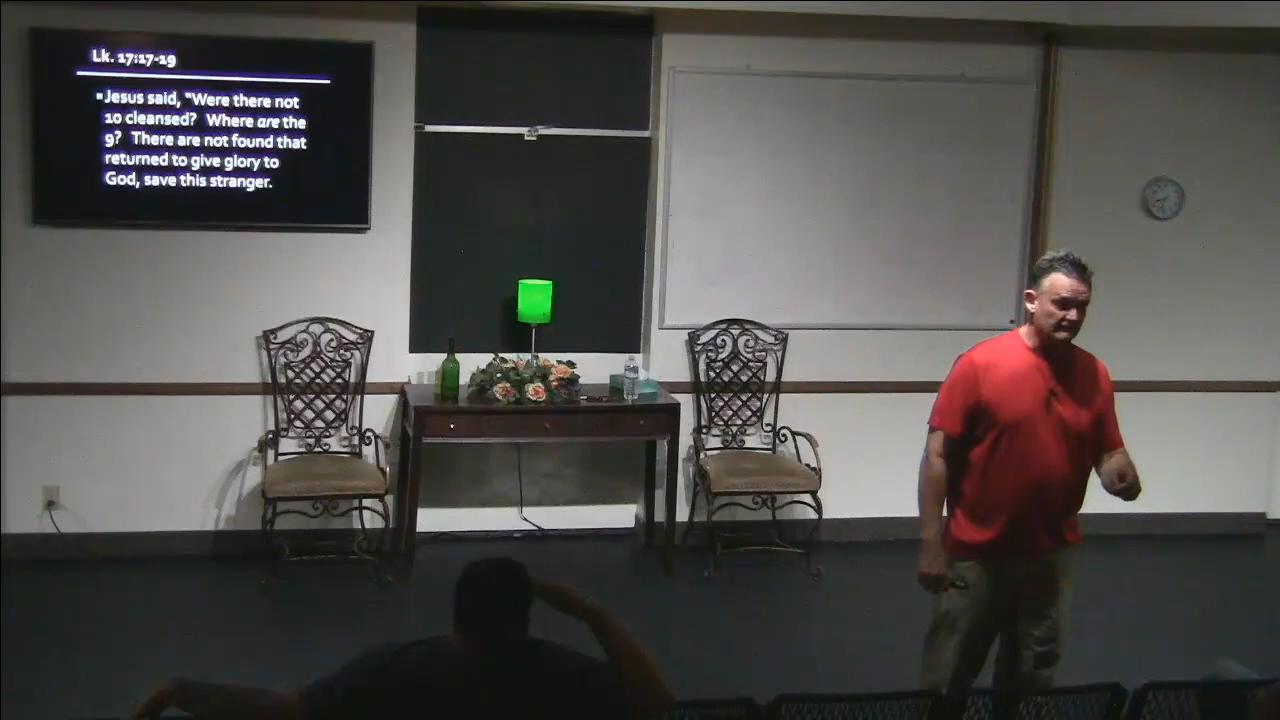 Lk. 17:17-19
▪Jesus said, “Were there not
10 cleansed?  Where are the
9?  There are not found that
returned to give glory to
God, save this stranger.